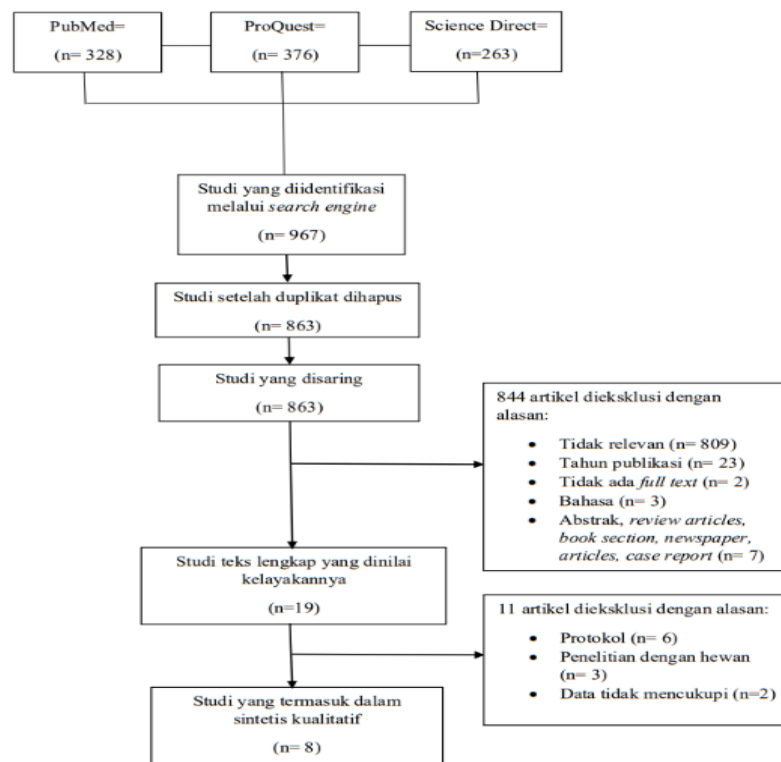 PubMed=
(n= 328)
ProQuest=
(n= 376)
Science Direct=
(n=263)
Studi yang diidentifikasi
melalui search engine
(n= 967)
Studi setelah duplikat dihapus
(n= 863)
Studi yang disaring
(n= 863)
844 artikel dieksklusi dengan
alasan:
• Tidak relevan (n= 809)
• Tahun publikasi (n= 23)
• Tidak ada full text (n= 2)
• Bahasa (n= 3)
• Abstrak, review articles,
book section, newspaper,
articles, case report (n= 7)
Studi teks lengkap yang dinilai
kelayakannya
(n=19)
11 artikel dieksklusi dengan alasan:
• Protokol (n= 6)
• Penelitian dengan hewan
(n= 3)
• Data tidak mencukupi (n=2)
Studi yang termasuk dalam
sintetis kualitatif
(n= 8)